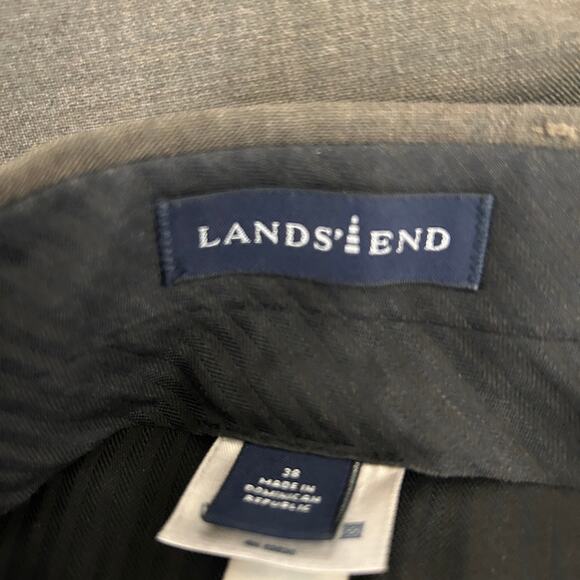 LANDS' END
38
MADE IN
DOMINICAN
REPUBLIC